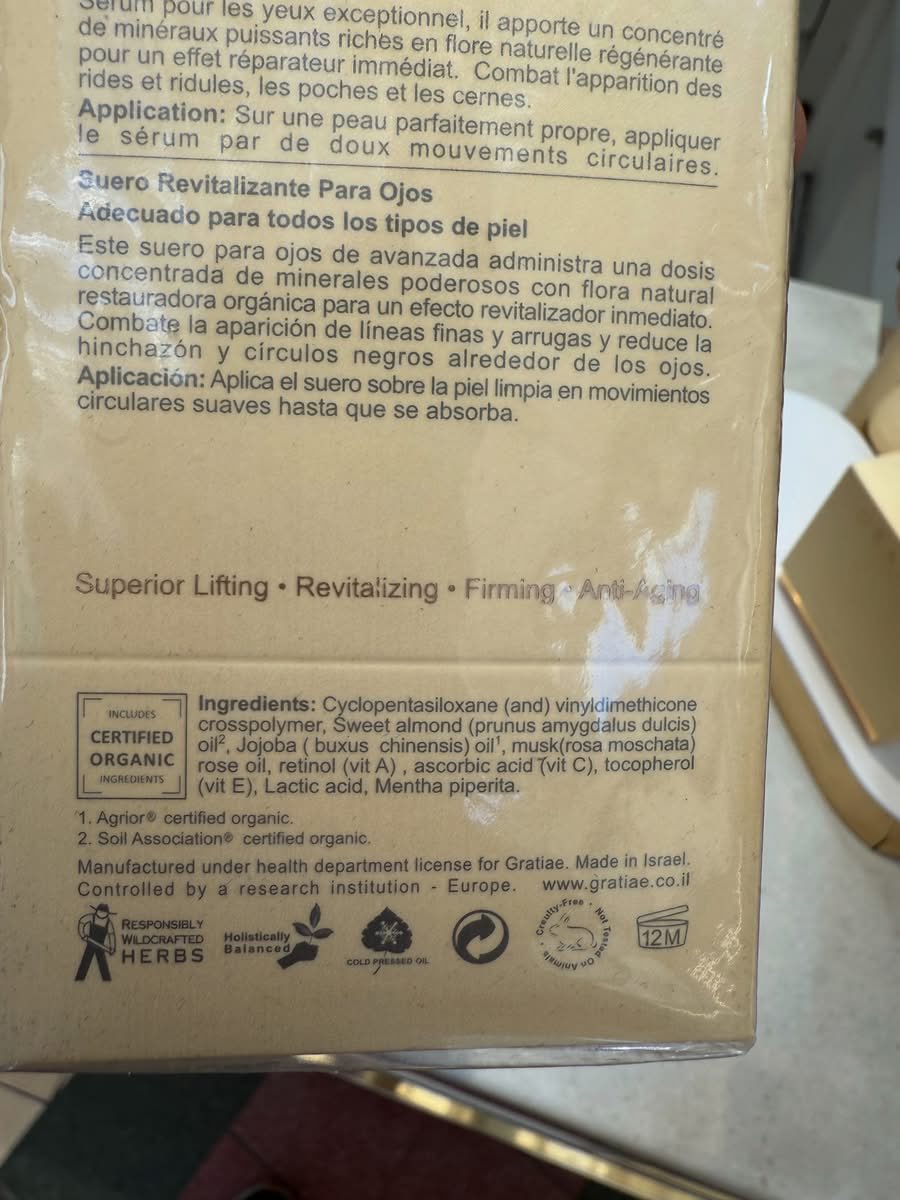 Sérum pour les yeux exceptionnel, il apporte un concentré
de minéraux puissants riches en flore naturelle régénérante
pour un effet réparateur immédiat. Combat l'apparition des
rides et ridules, les poches et les cernes.
Application: Sur une peau parfaitement propre, appliquer
le sérum par de doux mouvements circulaires.
Suero Revitalizante Para Ojos
Adecuado para todos los tipos de piel
Este suero para ojos de avanzada administra una dosis
concentrada de minerales poderosos con flora natural
restauradora orgánica para un efecto revitalizador inmediato.
Combate la aparición de líneas finas y arrugas y reduce la
hinchazón y círculos negros alrededor de los ojos.
Aplicación: Aplica el suero sobre la piel limpia en movimientos
circulares suaves hasta que se absorba.
Superior Lifting • Revitalizing • Firming • Anti-Aging
INCLUDES
CERTIFIED
ORGANIC
INGREDIENTS
Ingredients: Cyclopentasiloxane (and) vinyldimethicone
crosspolymer, Sweet almond (prunus amygdalus dulcis)
oil², Jojoba ( buxus chinensis) oil¹, musk(rosa moschata)
rose oil, retinol (vit A) , ascorbic acid (vit C), tocopherol
(vit E), Lactic acid, Mentha piperita.
1. Agrior® certified organic.
2. Soil Association® certified organic.
Manufactured under health department license for Gratiae. Made in Israel.
Controlled by a research institution - Europe. www.gratiae.co.il
RESPONSIBLY
WILDCRAFTED
HERBS
Holistically
Balanced
COLD PRESSED OIL
Cruelty-Free • Not Tested On Animals •
12M